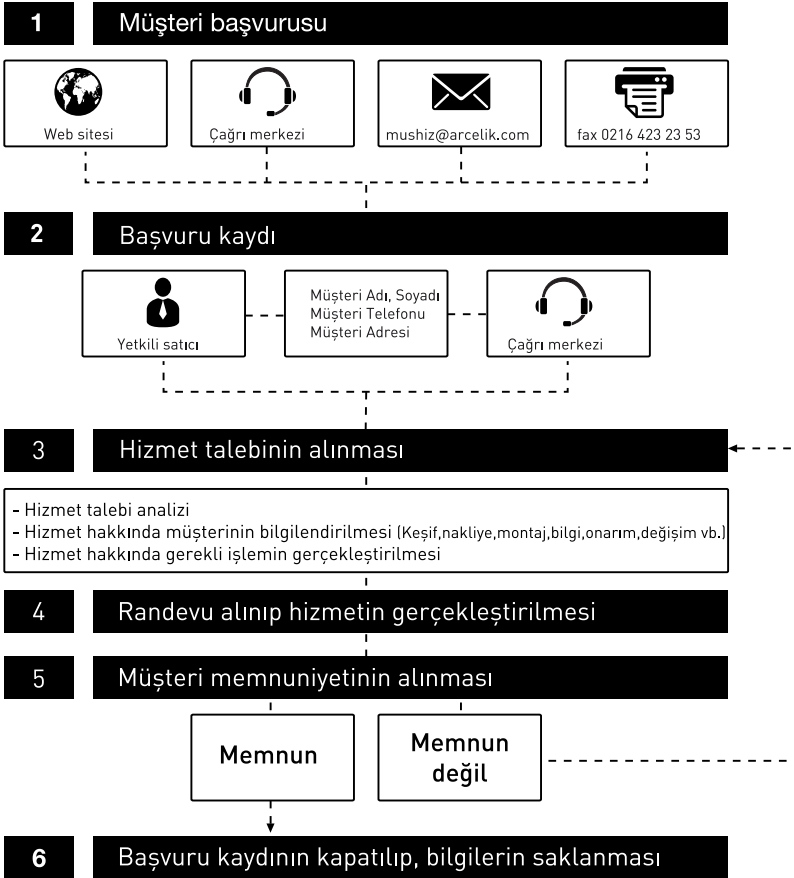 1 Müşteri başvurusu
Web sitesi
Çağrı merkezi
mushiz@arcelik.com
fax 0216 423 23 53
2 Başvuru kaydı
Yetkili satıcı
Müşteri Adı, Soyadı
Müşteri Telefonu
Müşteri Adresi
Çağrı merkezi
3 Hizmet talebinin alınması
- Hizmet talebi analizi
- Hizmet hakkında müşterinin bilgilendirilmesi (Keşif,nakliye,montaj,bilgi,onarım,değişim vb.)
- Hizmet hakkında gerekli işlemin gerçekleştirilmesi
4 Randevu alınıp hizmetin gerçekleştirilmesi
5 Müşteri memnuniyetinin alınması
Memnun
Memnun
değil
6 Başvuru kaydının kapatılıp, bilgilerin saklanması